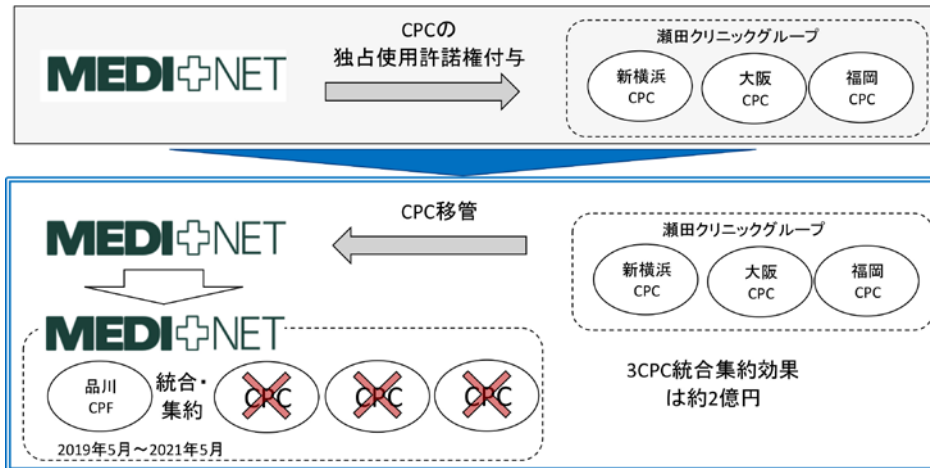 CPCの
独占使用許諾権付与
MEDI+NET
瀬田クリニックグループ
新横浜
CPC
大阪
CPC
福岡
CPC
CPC移管
MEDI+NET
瀬田クリニックグループ
新横浜
CPC
大阪
CPC
福岡
CPC
MEDI+NET
品川
CPF
統合・
集約
CPC
CPC
CPC
2019年5月～2021年5月
3CPC統合集約効果
は約2億円